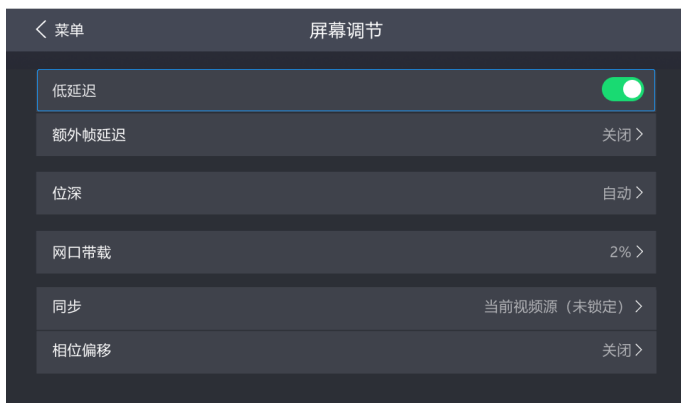 菜单
屏幕调节
低延迟
额外帧延迟 关闭
位深 自动
网口带载 2%
同步 当前视频源（未锁定）
相位偏移 关闭